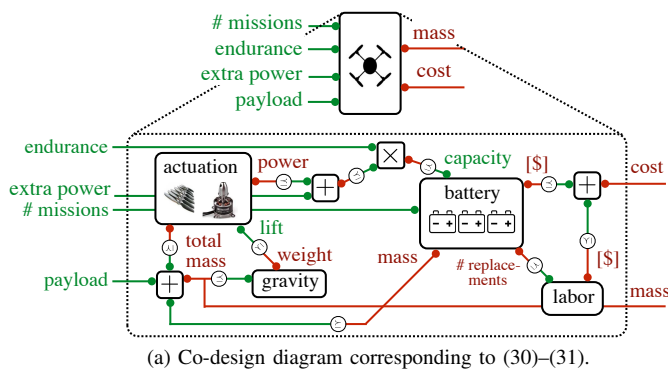 # missions
mass
endurance
extra power
cost
payload
endurance
actuation
power
×
capacity
[$]
cost
extra power
+
battery
+
# missions
lift
- + - + - +
total
mass
weight
mass
# replace-
ments
[$]
payload
+
gravity
labor
mass
(a) Co-design diagram corresponding to (30)–(31).